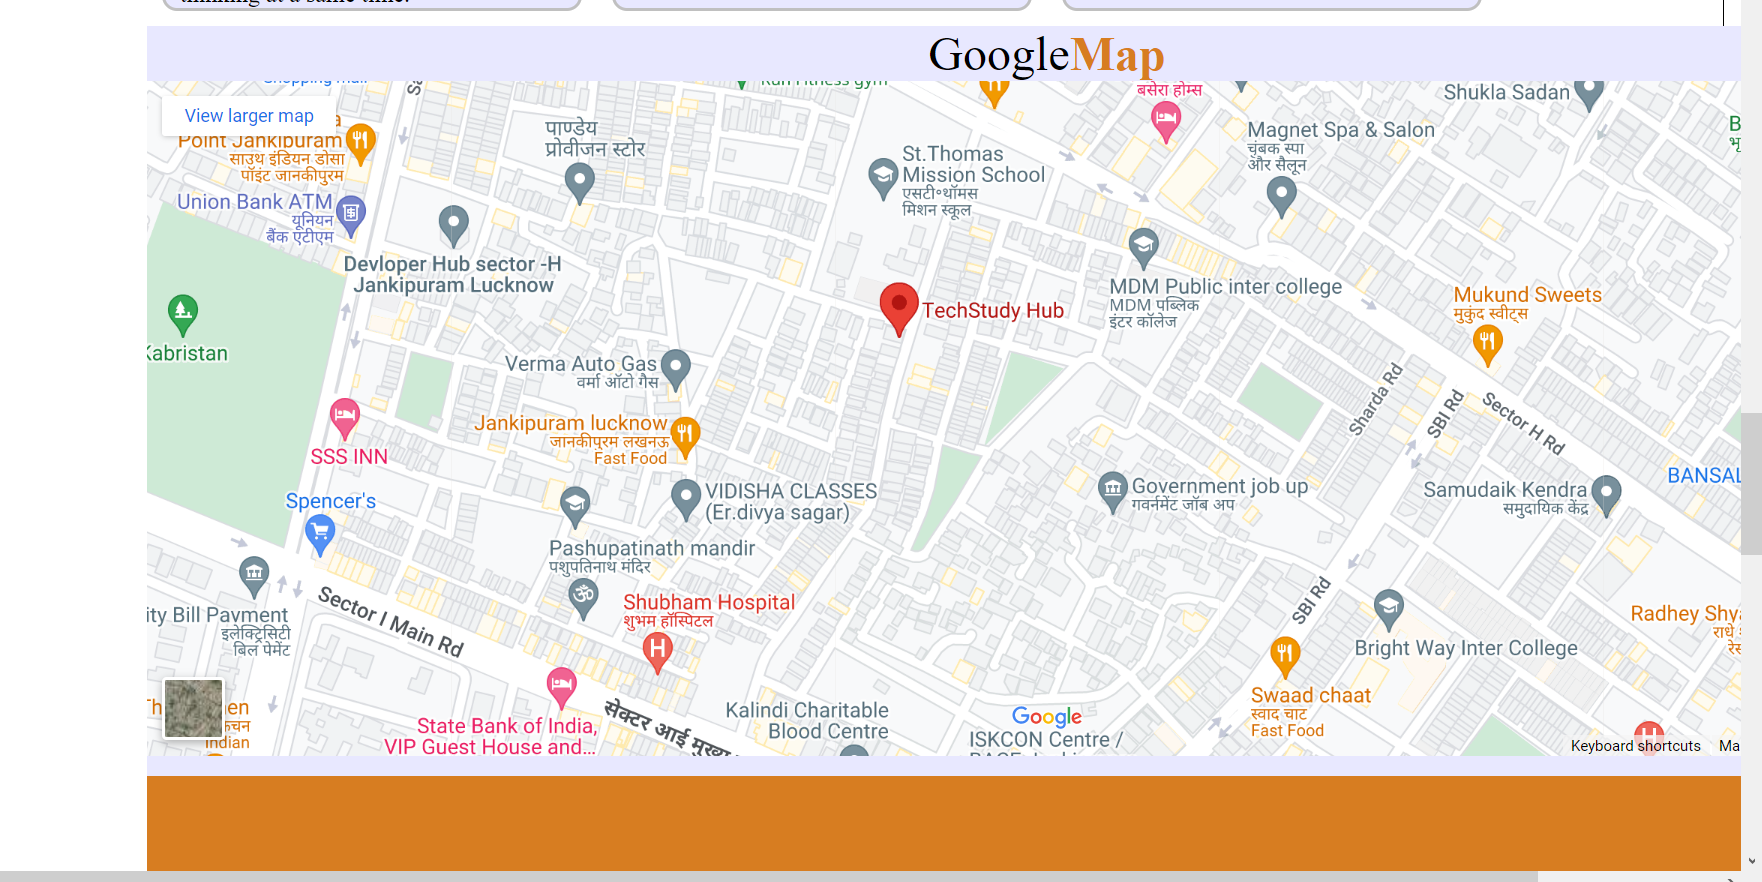 thinking at a same time.
GoogleMap
View larger map
Point Jankipuram
साउथ इंडियन डोसा
पॉइंट जानकीपुरम
Union Bank ATM
यूनियन
बैंक एटीएम
Devloper Hub sector -H
Jankipuram Lucknow
पाण्डेय
प्रोवीजन स्टोर
St.Thomas
Mission School
एसटी॰थॉमस
मिशन स्कूल
बसेरा होम्स
Shukla Sadan
Magnet Spa & Salon
चुंबक स्पा
और सैलून
MDM Public inter college
MDM पब्लिक
इंटर कॉलेज
Mukund Sweets
मुकुंद स्वीट्स
TechStudy Hub
Kabristan
Verma Auto Gas
वर्मा ऑटो गैस
Jankipuram lucknow
जानकीपुरम लखनऊ
Fast Food
SSS INN
Spencer's
VIDISHA CLASSES
(Er.divya sagar)
Sharda Rd
SBI Rd
Sector H Rd
Government job up
गवर्नमेंट जॉब अप
Samudaik Kendra
समुदायिक केंद्र
BANSAL
Pashupatinath mandir
पशुपतिनाथ मंदिर
Shubham Hospital
शुभम हॉस्पिटल
Sector I Main Rd
ity Bill Payment
इलेक्ट्रिसिटी
बिल पेमेंट
SBI Rd
Bright Way Inter College
Radhey Shya
Swaad chaat
स्वाद चाट
Fast Food
Indian
State Bank of India,
VIP Guest House and...
सेक्टर आई मुख्य
Kalindi Charitable
Blood Centre
Google
ISKCON Centre /
Keyboard shortcuts
Ma